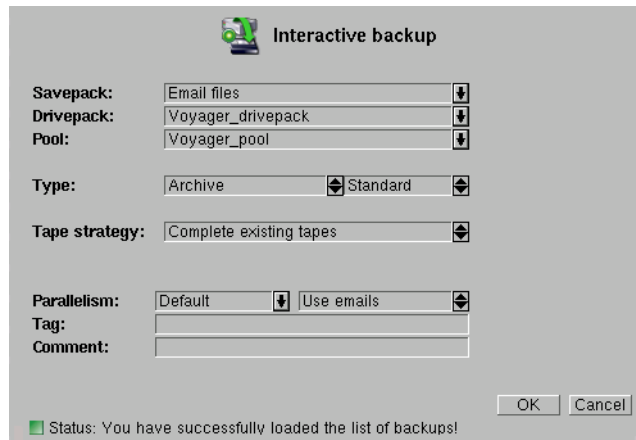 Interactive backup
Savepack: Email files
Drivepack: Voyager_drivepack
Pool: Voyager_pool
Type: Archive Standard
Tape strategy: Complete existing tapes
Parallelism: Default Use emails
Tag:
Comment:
OK Cancel
Status: You have successfully loaded the list of backups!